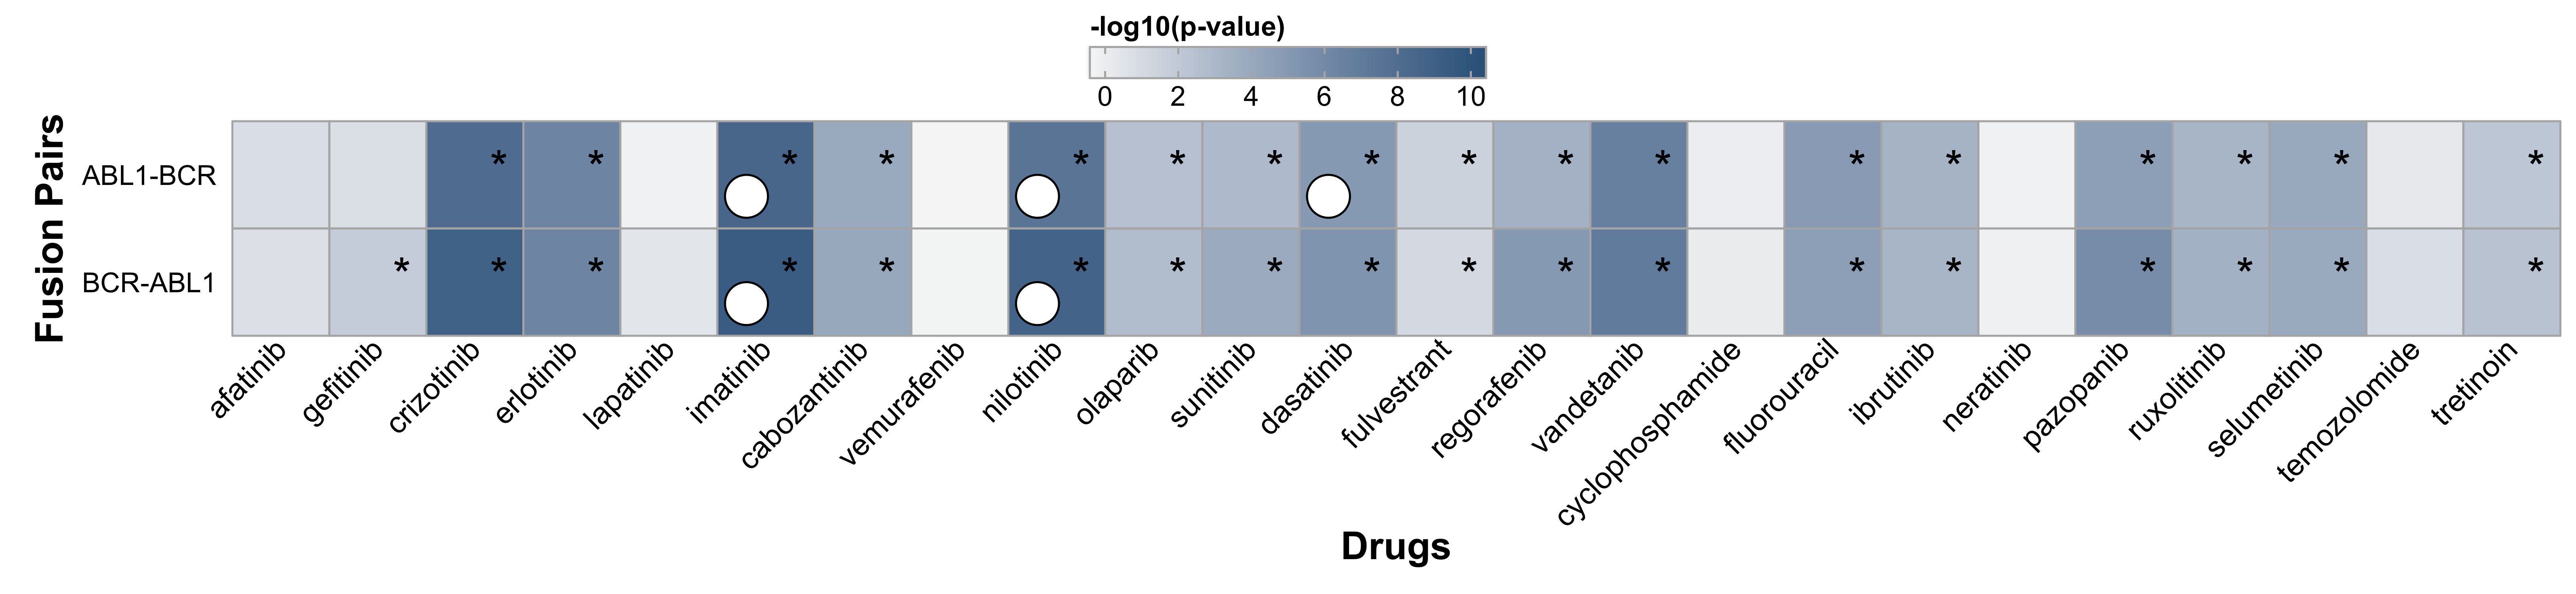 -log10(p-value)
0 2 4 6 8 10
Fusion Pairs
ABL1-BCR
* * * * * * * * * * * * * * * * *
BCR-ABL1
* * * * * * * * * * * * * * * * * *
afatinib gefitinib crizotinib erlotinib lapatinib imatinib cabozantinib vemurafenib nilotinib olaparib sunitinib dasatinib fulvestrant regorafenib vandetanib cyclophosphamide fluorouracil ibrutinib neratinib pazopanib ruxolitinib selumetinib temozolomide tretinoin
Drugs